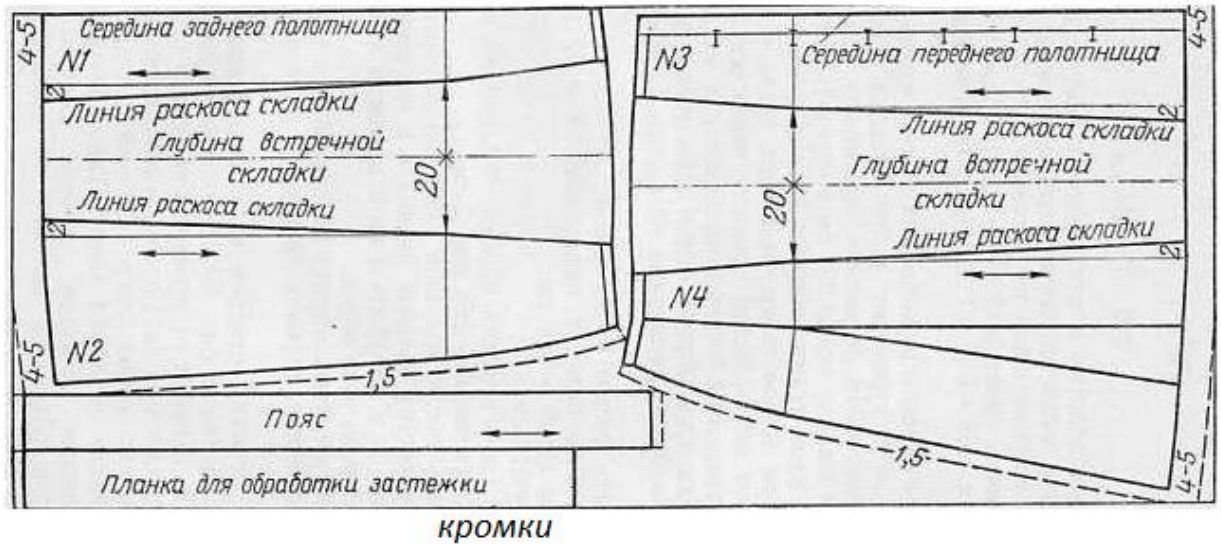 4-5
Середина заднего полотнища
N1
2
Линия раскоса складки
Глубина встречной
складки
20
Линия раскоса складки
2
N2
4-5
1,5
Пояс
Планка для обработки застежки
4-5
N3
Середина переднего полотнища
2
Линия раскоса складки
Глубина встречной
складки
20
Линия раскоса складки
2
N4
1,5
4-5
кромки